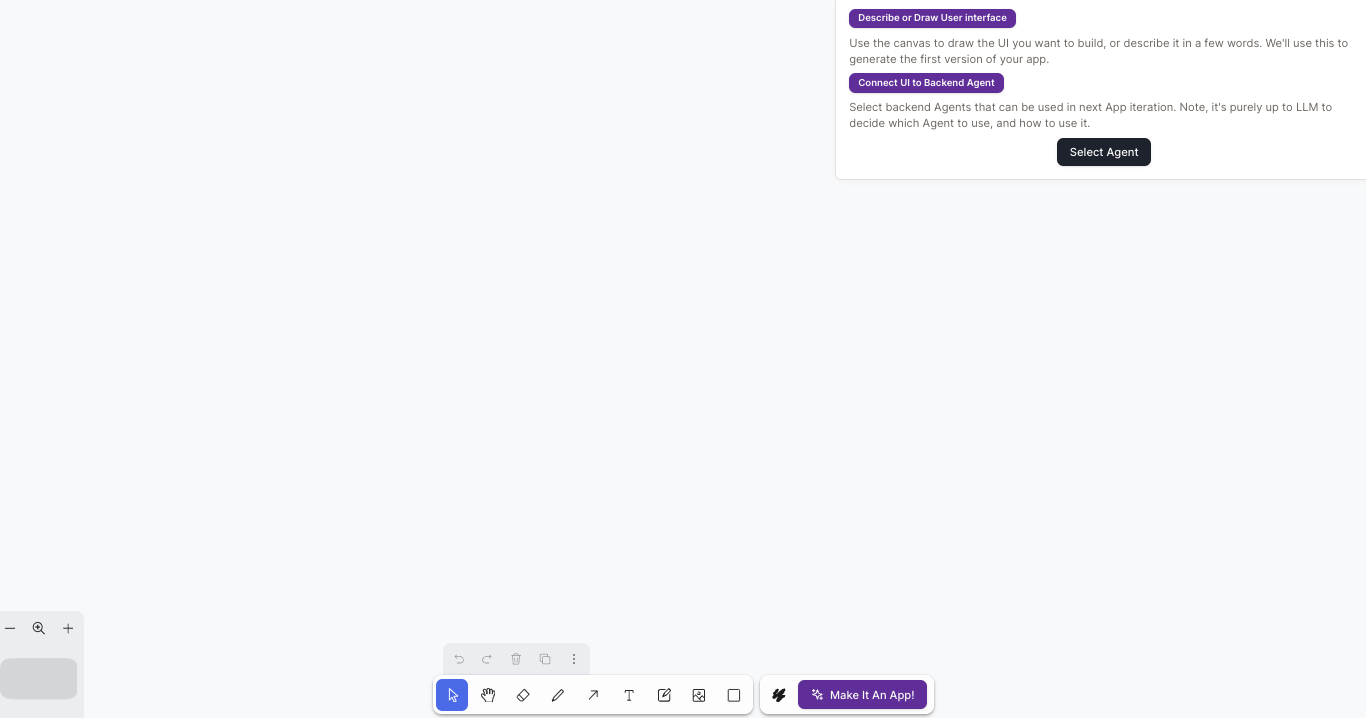 Describe or Draw User interface
Use the canvas to draw the UI you want to build, or describe it in a few words. We'll use this to
generate the first version of your app.
Connect UI to Backend Agent
Select backend Agents that can be used in next App iteration. Note, it's purely up to LLM to
decide which Agent to use, and how to use it.
Select Agent
Make It An App!